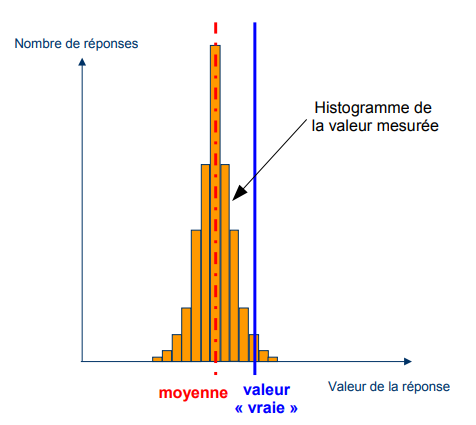 Nombre de réponses
Histogramme de
la valeur mesurée
moyenne
valeur
« vraie »
Valeur de la réponse